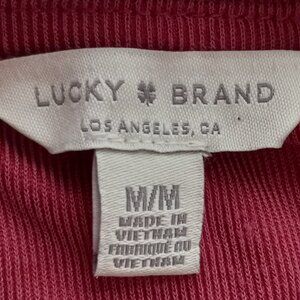 LUCKY BRAND
LOS ANGELES, CA
M/M
MADE IN
VIETNAM
FABRIQUÉ AU
VIETNAM